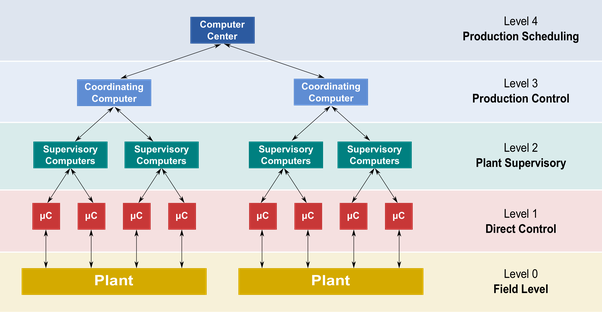 Computer
Center
Level 4
Production Scheduling
Coordinating
Computer
Coordinating
Computer
Level 3
Production Control
Supervisory
Computers
Supervisory
Computers
Supervisory
Computers
Supervisory
Computers
Level 2
Plant Supervisory
µC
µC
µC
µC
µC
µC
µC
µC
Level 1
Direct Control
Plant
Plant
Level 0
Field Level